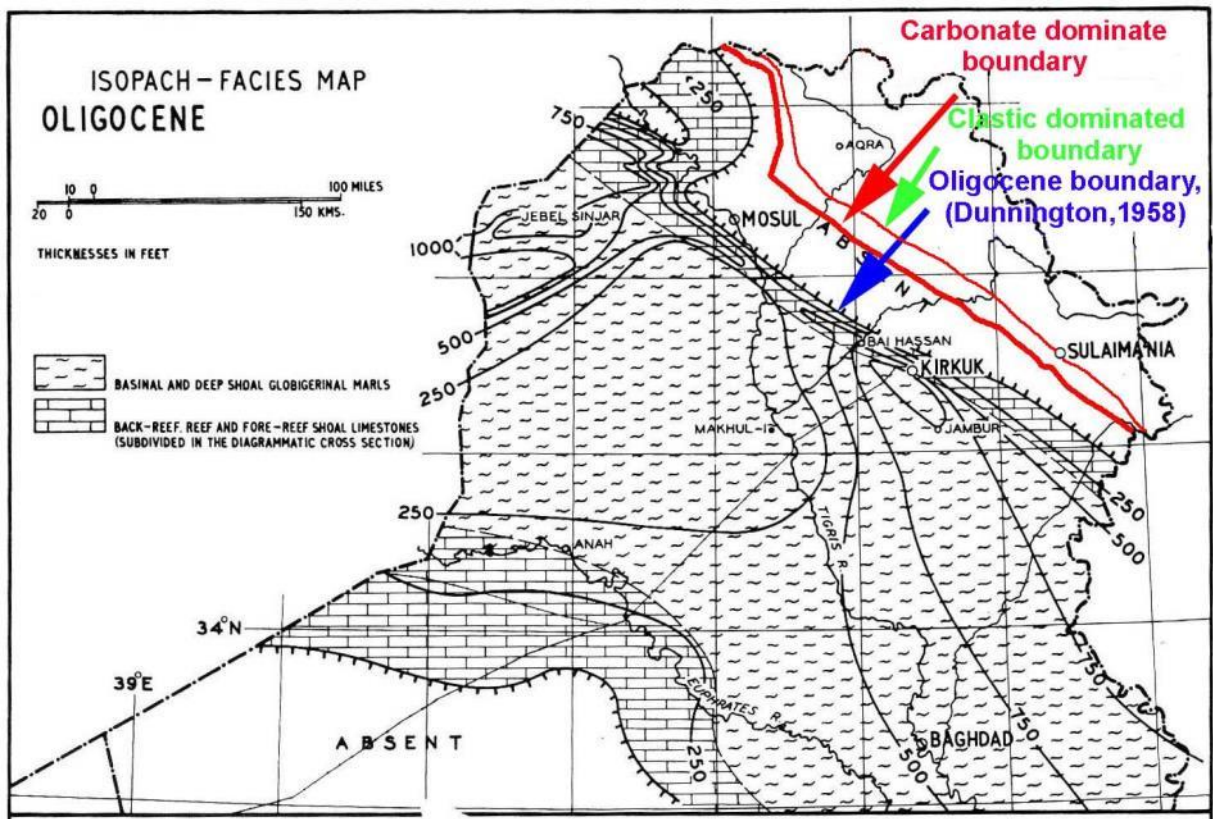 ISOPACH-FACIES MAP
OLIGOCENE
10 0 100 MILES
20 0 150 KMS.
THICKNESSES IN FEET
BASINAL AND DEEP SHOAL GLOBIGERINAL MARLS
BACK-REEF, REEF AND FORE-REEF SHOAL LIMESTONES
(SUBDIVIDED IN THE DIAGRAMMATIC CROSS SECTION)
Carbonate dominate
boundary
Clastic dominated
boundary
Oligocene boundary,
(Dunnington,1958)
250
750
AQRA
JEBEL SINJAR
MOSUL
1000
ABSENT
500
BAI HASSAN
SULAIMANIA
KIRKUK
250
MAKHUL-1
JAMBUR
250
500
250
ANAH
TIGRIS R.
34°N
39°E
EUPHRATES R.
750
750
ABSENT
250
500
BAGHDAD